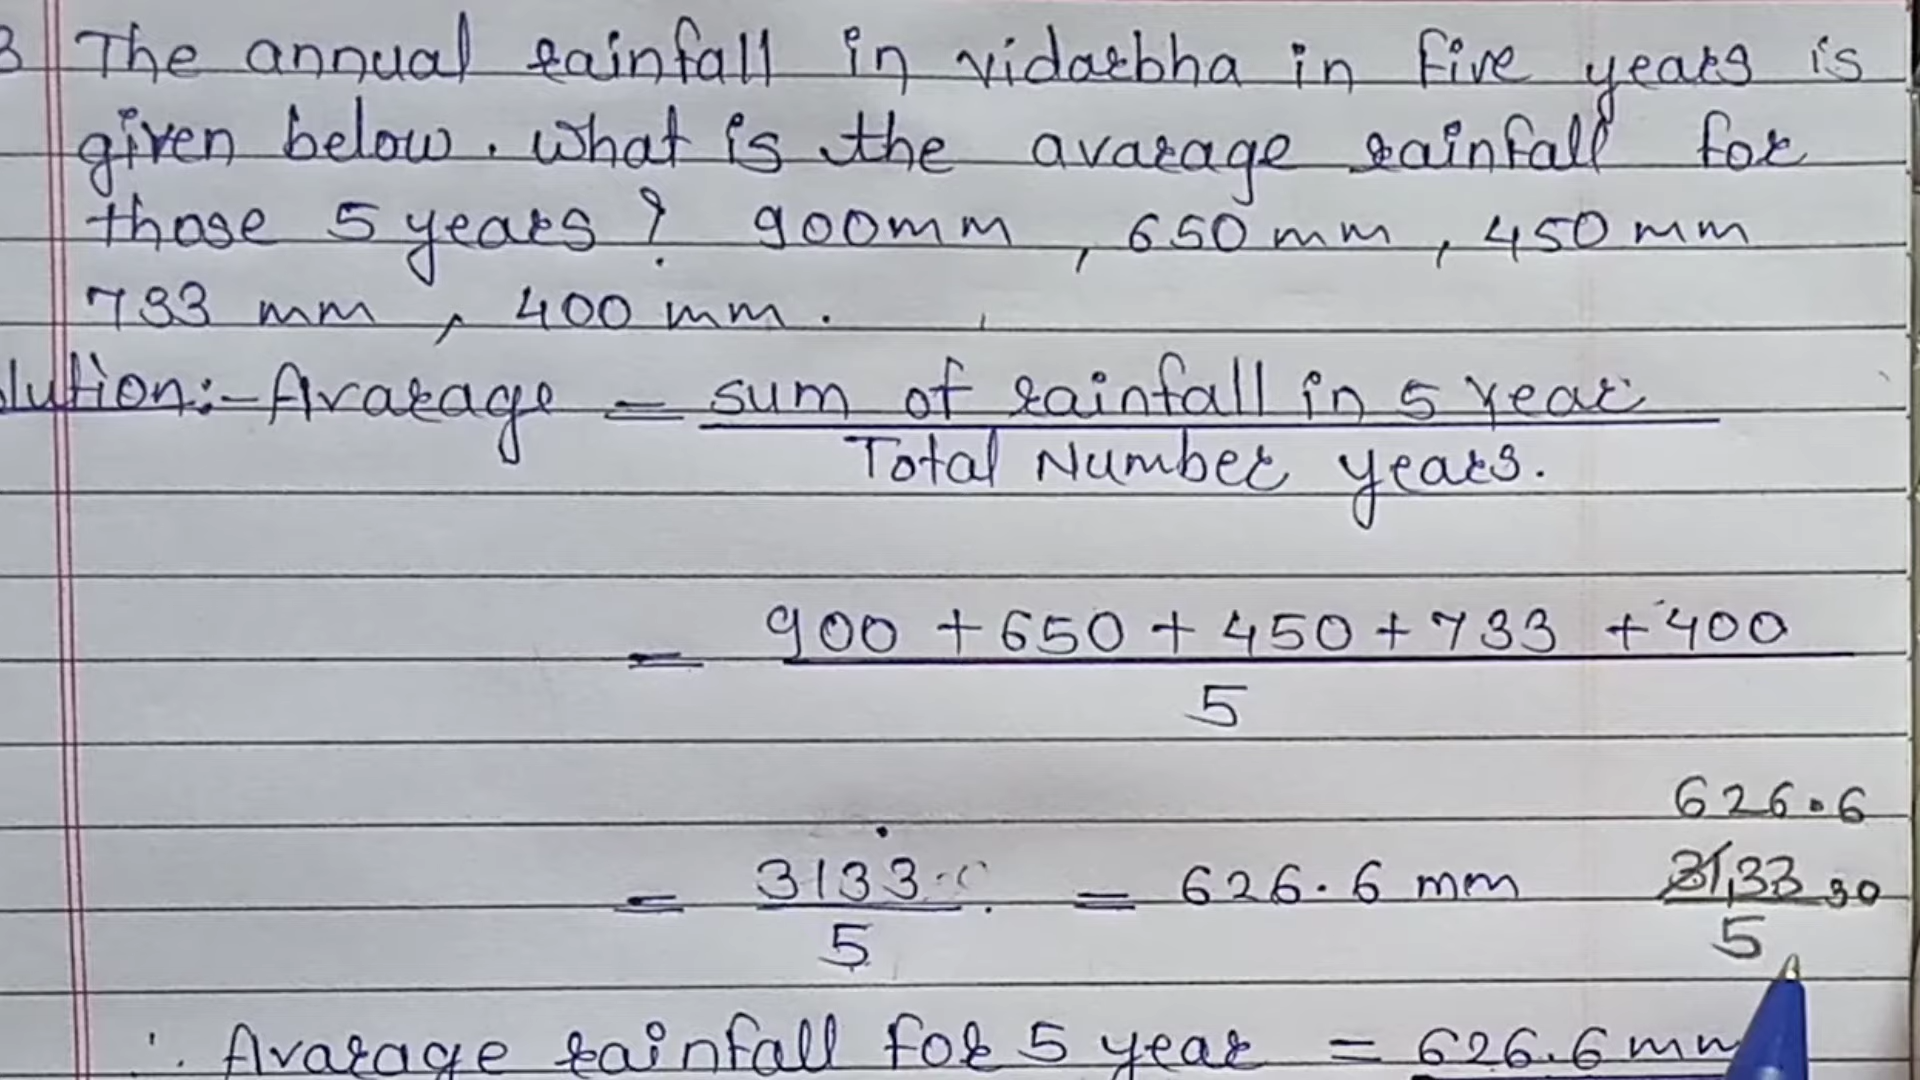 3 The annual rainfall in vidarbha in five years is
given below. What is the avarage rainfall for
those 5 years? 900mm, 650 mm, 450 mm
733 mm, 400 mm.
lution:- Avarage = sum of rainfall in 5 Year
Total Number years.
= 900 + 650 + 450 + 733 + 400
5
626.6
= 3133 = 626.6 mm 3133 30
5 5
∴ Avarage rainfall for 5 year = 626.6 mm